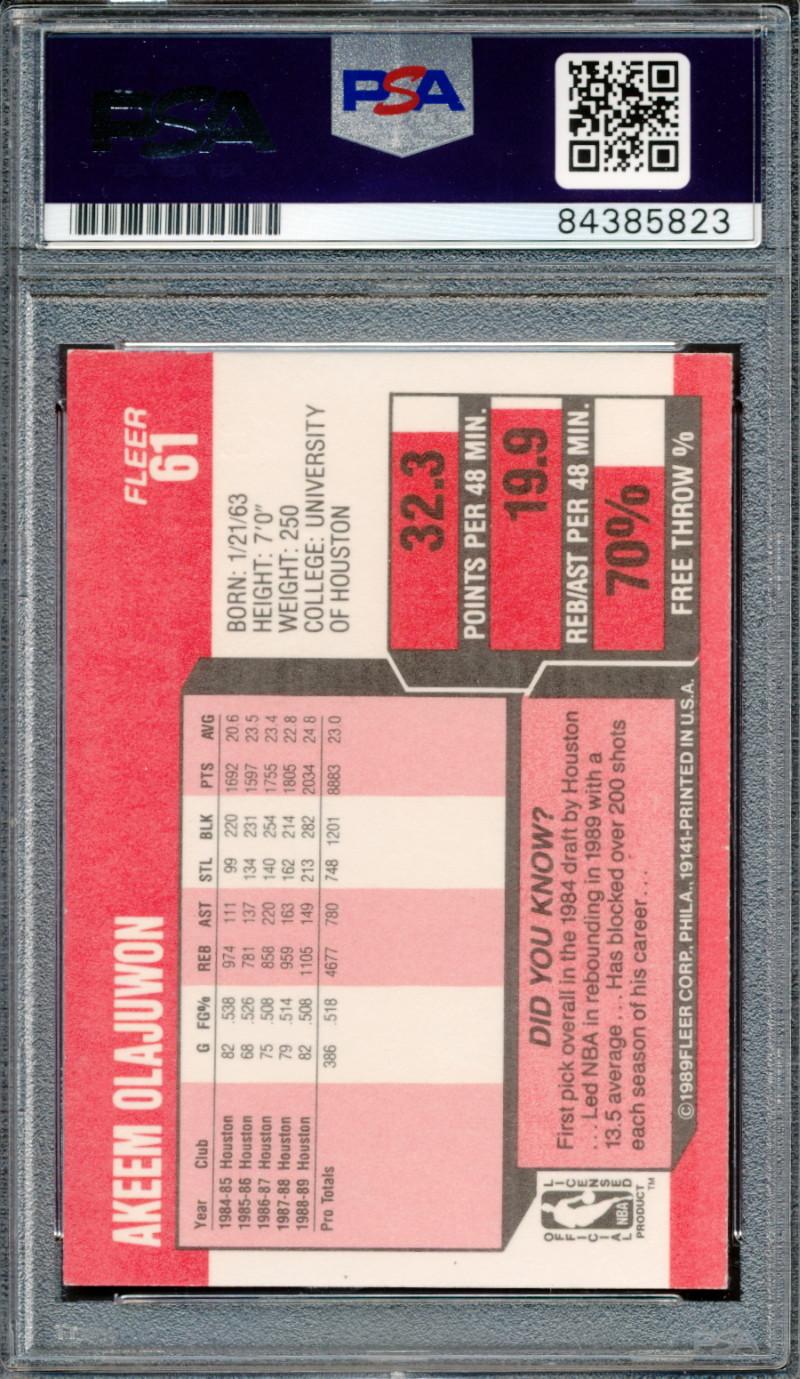 PSA
PSA
84385823
FLEER
61
AKEEM OLAJUWON
BORN: 1/21/63
HEIGHT: 7'0"
WEIGHT: 250
COLLEGE: UNIVERSITY
OF HOUSTON
Year Club G FG% REB AST STL BLK PTS AVG
1984-85 Houston 82 .538 974 111 99 220 1692 20.6
1985-86 Houston 68 .526 781 137 134 231 1597 23.5
1986-87 Houston 75 .508 858 220 140 254 1755 23.4
1987-88 Houston 79 .514 959 163 162 214 1805 22.8
1988-89 Houston 82 .508 1105 149 213 282 2034 24.8
Pro Totals 386 .518 4677 780 748 1201 8883 23.0
32.3
POINTS PER 48 MIN.
19.9
REB/AST PER 48 MIN.
70%
FREE THROW %
DID YOU KNOW?
First pick overall in the 1984 draft by Houston
... Led NBA in rebounding in 1989 with a
13.5 average ... Has blocked over 200 shots
each season of his career...
OFFICIAL LICENSED
NBA
PRODUCT™
©1989 FLEER CORP., PHILA., 19141-PRINTED IN U.S.A.